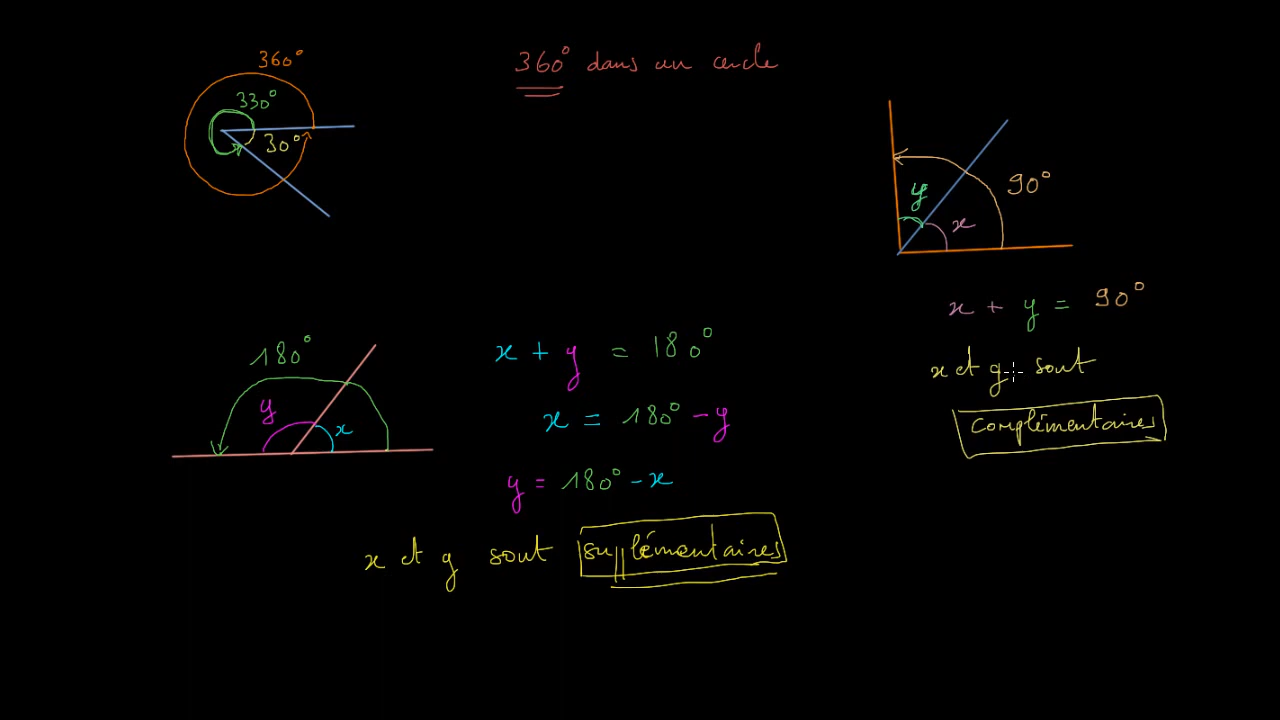 360° dans un cercle
360°
330°
30°
90°
y
x
x + y = 90°
x et y sont
complémentaires
180°
y
x
x + y = 180°
x = 180° - y
y = 180° - x
x et y sont supplémentaires